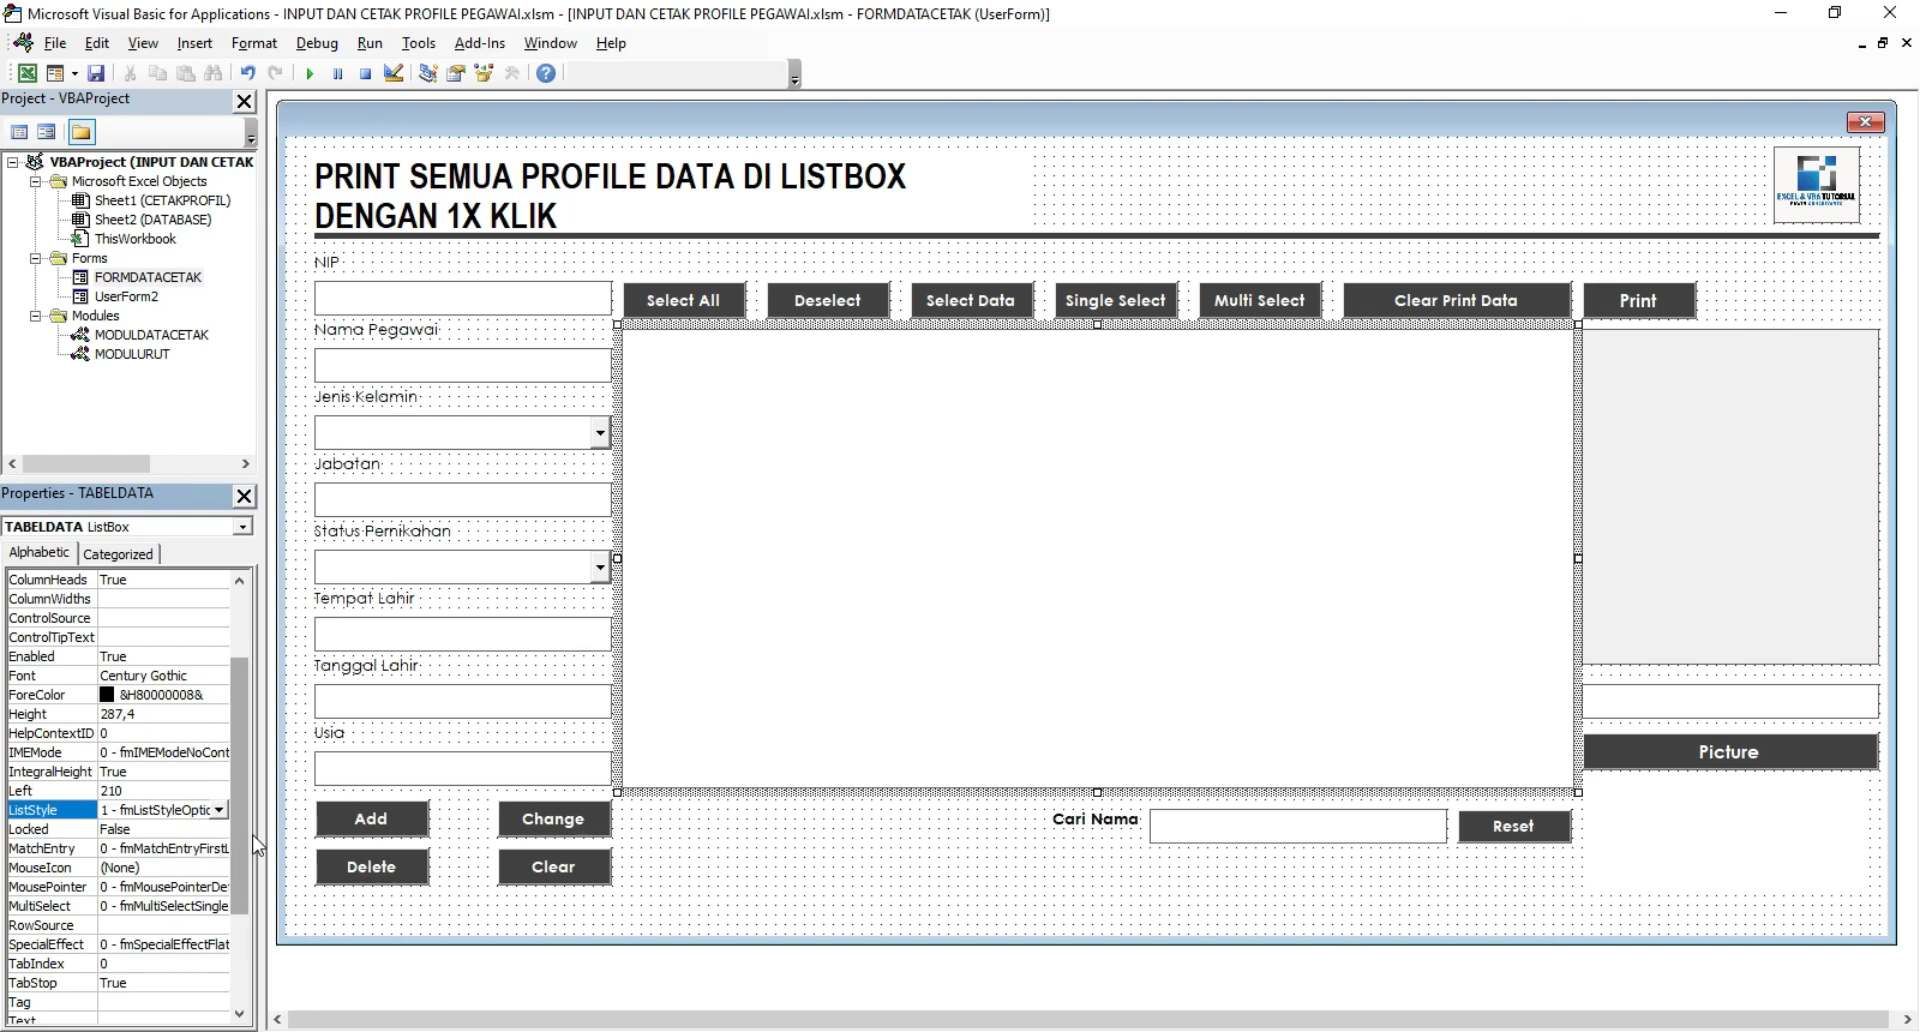 Microsoft Visual Basic for Applications - INPUT DAN CETAK PROFILE PEGAWAI.xlsm - [INPUT DAN CETAK PROFILE PEGAWAI.xlsm - FORMDATACETAK (UserForm)]
File Edit View Insert Format Debug Run Tools Add-Ins Window Help
Project - VBAProject
VBAProject (INPUT DAN CETAK
Microsoft Excel Objects
Sheet1 (CETAKPROFIL)
Sheet2 (DATABASE)
ThisWorkbook
Forms
FORMDATACETAK
UserForm2
Modules
MODULDATACETAK
MODULURUT
Properties - TABELDATA
TABELDATA ListBox
Alphabetic Categorized
ColumnHeads True
ColumnWidths
ControlSource
ControlTipText
Enabled True
Font Century Gothic
ForeColor &H80000008&
Height 287,4
HelpContextID 0
IMEMode 0 - fmIMEModeNoCont
IntegralHeight True
Left 210
ListStyle 1 - fmListStyleOptic
Locked False
MatchEntry 0 - fmMatchEntryFirstL
MouseIcon (None)
MousePointer 0 - fmMousePointerDe
MultiSelect 0 - fmMultiSelectSingle
RowSource
SpecialEffect 0 - fmSpecialEffectFlat
TabIndex 0
TabStop True
Tag
Text
PRINT SEMUA PROFILE DATA DI LISTBOX
DENGAN 1X KLIK
EXCEL & VBA TUTORIAL
NIP
Select All Deselect Select Data Single Select Multi Select Clear Print Data Print
Nama Pegawai
Jenis Kelamin
Jabatan
Status Pernikahan
Tempat Lahir
Tanggal Lahir
Usia
Picture
Add Change
Cari Nama Reset
Delete Clear